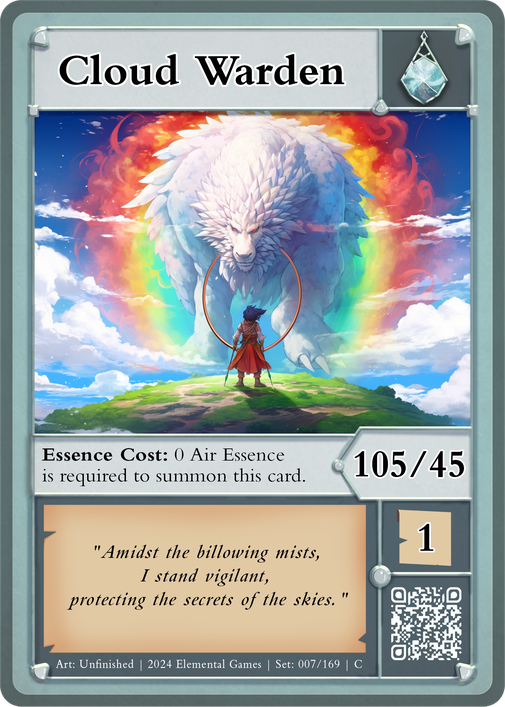 Cloud Warden
Essence Cost: 0 Air Essence
is required to summon this card.
105/45
"Amidst the billowing mists,
I stand vigilant,
protecting the secrets of the skies."
1
Art: Unfinished | 2024 Elemental Games | Set: 007/169 | C